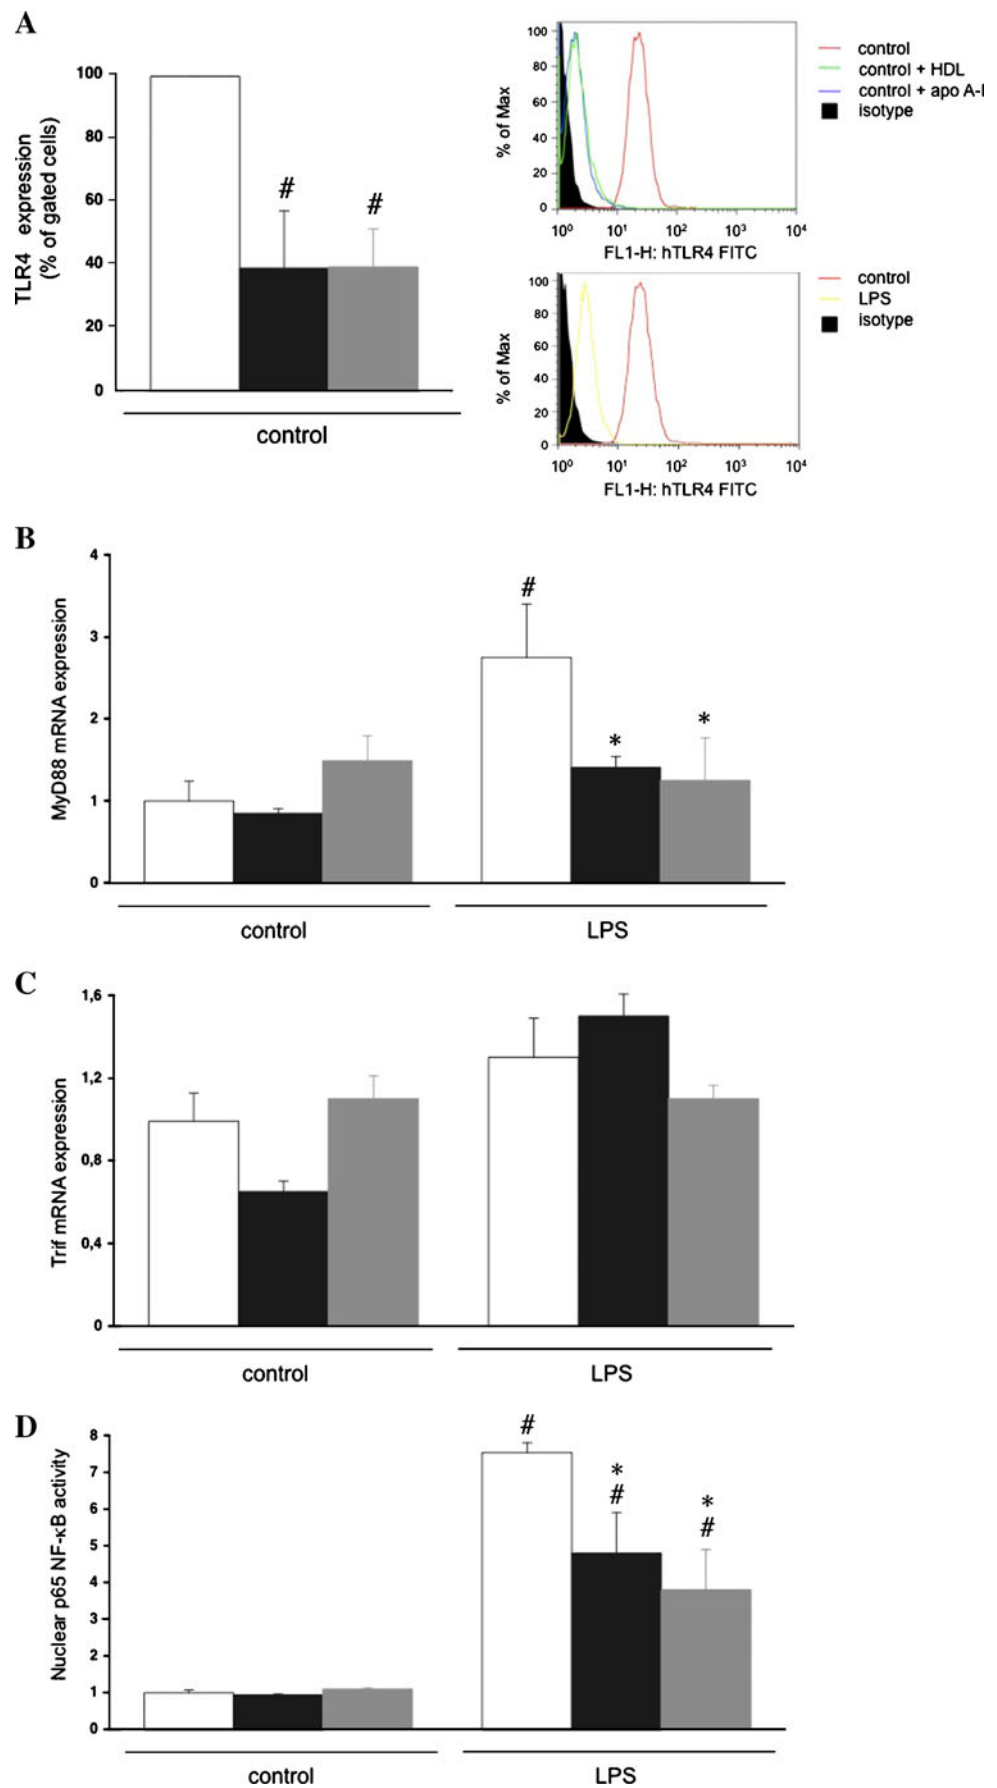 A
TLR4 expression
(% of gated cells)
100
80
60
40
20
0
#
#
control
% of Max
100
80
60
40
20
0
10⁰ 10¹ 10² 10³ 10⁴
FL1-H: hTLR4 FITC
control
control + HDL
control + apo A-I
isotype
% of Max
100
80
60
40
20
0
10⁰ 10¹ 10² 10³ 10⁴
FL1-H: hTLR4 FITC
control
LPS
isotype
B
MyD88 mRNA expression
4
3
2
1
0
#
*
*
control
LPS
C
Trif mRNA expression
1,6
1,2
0,8
0,4
0
control
LPS
D
Nuclear p65 NF-κB activity
8
7
6
5
4
3
2
1
0
#
*
#
*
#
control
LPS